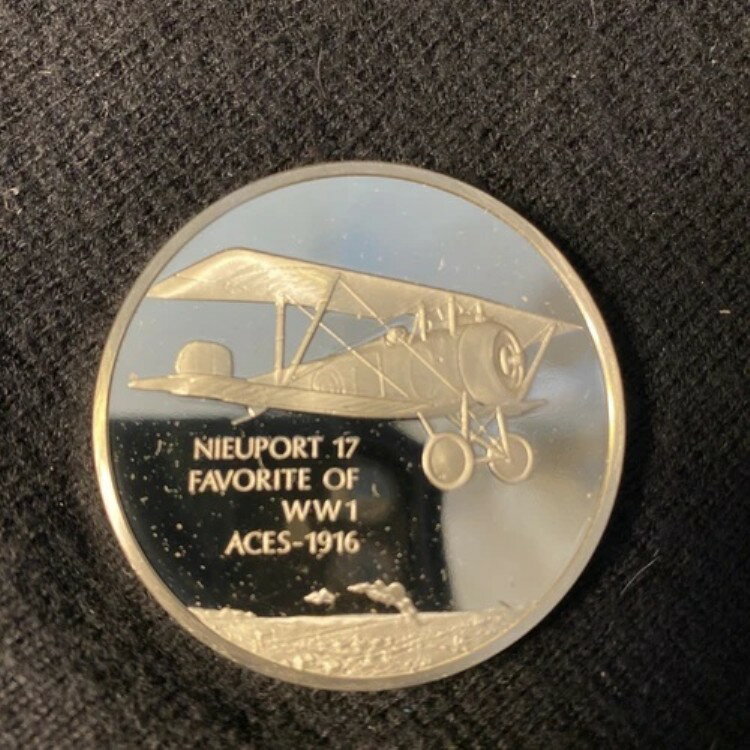 NIEUPORT 17
FAVORITE OF
WW1
ACES-1916